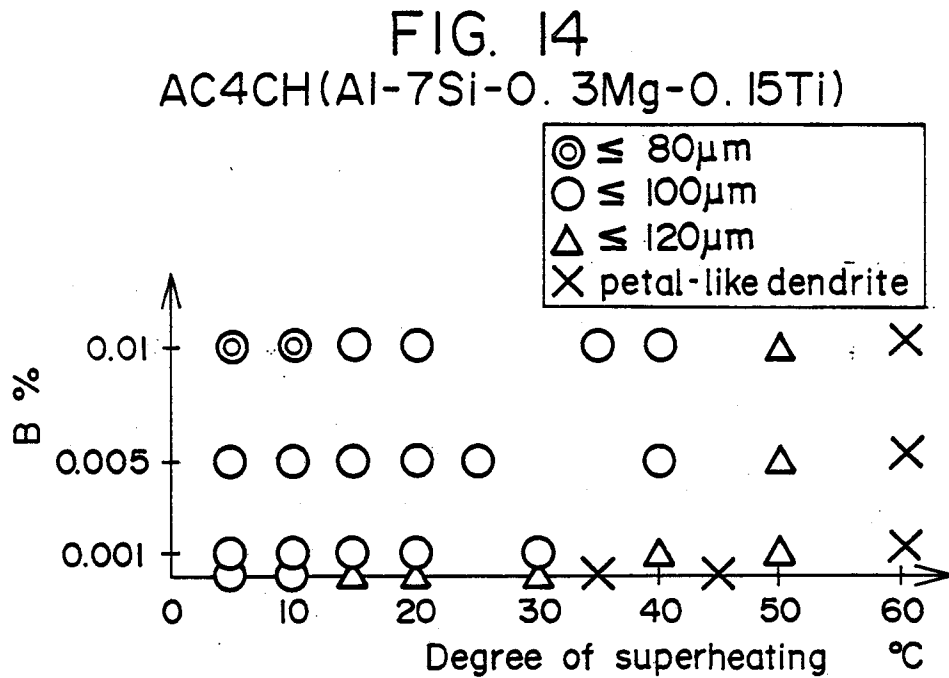 FIG. 14
AC4CH(Al-7Si-0.3Mg-0.15Ti)
◎ ≤ 80μm
○ ≤ 100μm
△ ≤ 120μm
× petal-like dendrite
B %
0.01
0.005
0.001
0 10 20 30 40 50 60
Degree of superheating °C